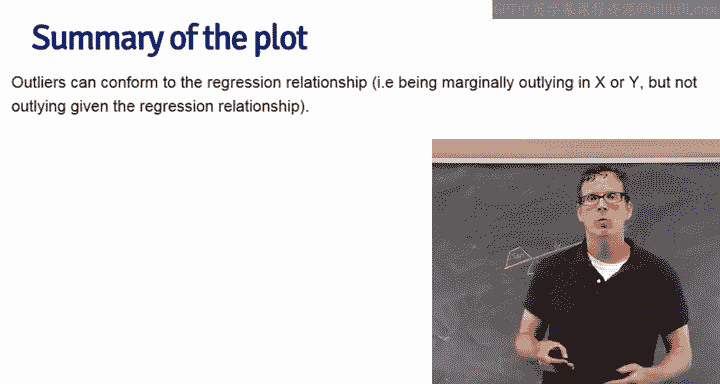 Summary of the plot
Outliers can conform to the regression relationship (i.e being marginally outlying in X or Y, but not
outlying given the regression relationship).